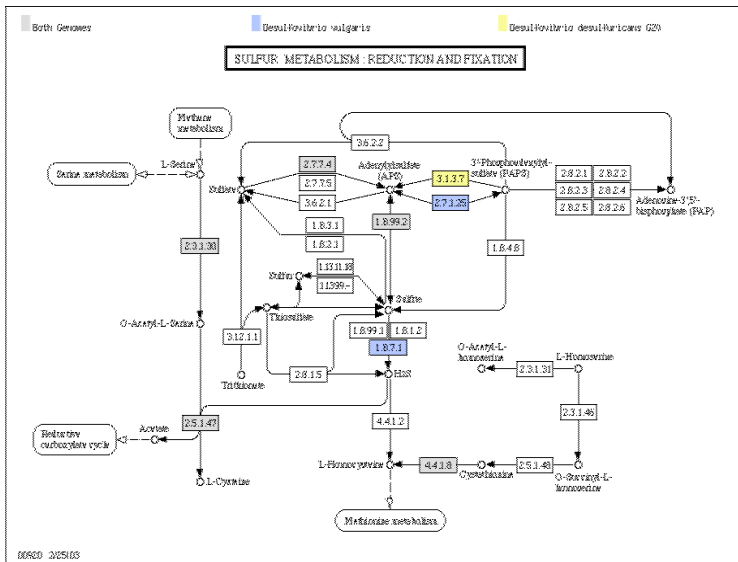 Both Genomes
Desulfovibrio vulgaris
Desulfovibrio desulfuricans G20
SULFUR METABOLISM : REDUCTION AND FIXATION
Methane
metabolism
3.6.2.2
L-Serine
Serine metabolism
2.7.7.4
Adenylylsulfate
(APS)
3.1.3.7
3'-Phosphoadenylyl-
sulfate (PAPS)
2.8.2.1
2.8.2.2
Sulfate
2.7.7.5
2.8.2.3
2.8.2.4
3.6.2.1
2.7.1.25
2.8.2.5
2.8.2.6
Adenosine-3',5'-
bisphosphate (PAP)
1.8.3.1
1.8.99.2
1.8.2.1
2.3.1.30
1.8.4.8
Sulfur
1.13.11.18
1.13.99.-
Sulfite
Thiosulfate
O-Acetyl-L-Serine
3.12.1.1
1.8.99.1
1.8.1.2
1.8.7.1
O-Acetyl-L-
homoserine
L-Homoserine
Trithionate
2.8.1.5
H2S
2.3.1.31
2.3.1.46
2.5.1.47
4.4.1.2
Acetate
Reductive
carboxylate cycle
L-Homocysteine
4.4.1.8
2.5.1.48
Cystathionine
O-Succinyl-L-
homoserine
L-Cysteine
Methionine metabolism
00920 2/25/03